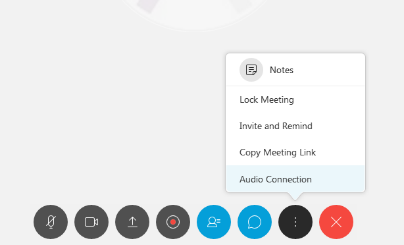 Notes
Lock Meeting
Invite and Remind
Copy Meeting Link
Audio Connection